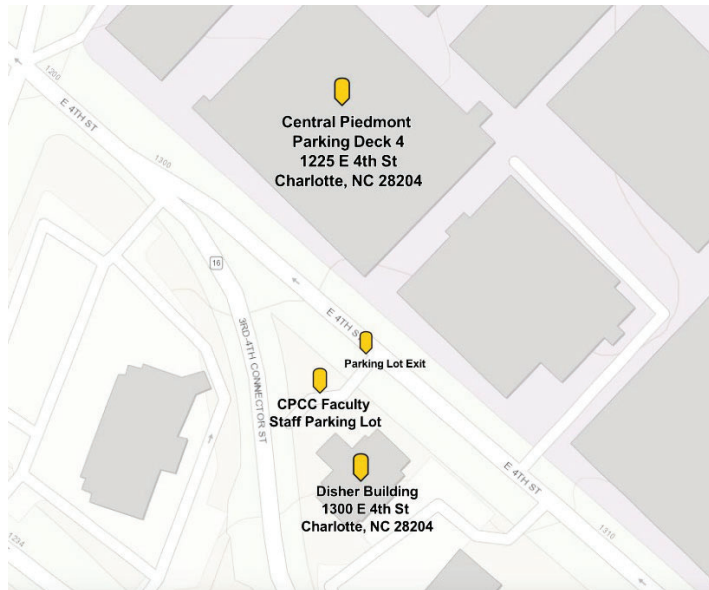 1200
E 4TH ST
1300
Central Piedmont
Parking Deck 4
1225 E 4th St
Charlotte, NC 28204
16
E 4TH ST
3RD-4TH CONNECTOR ST
Parking Lot Exit
CPCC Faculty
Staff Parking Lot
Disher Building
1300 E 4th St
Charlotte, NC 28204
E 4TH ST
1310
1234